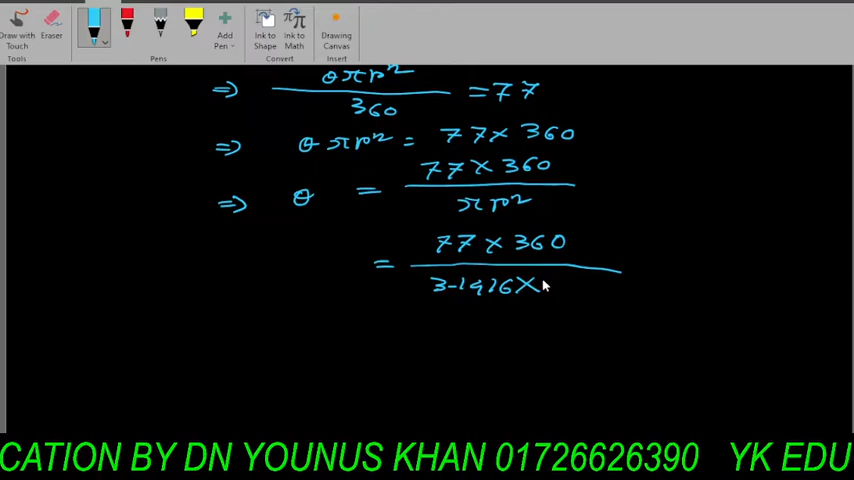 Draw with Touch
Eraser
Add Pen
Ink to Shape
Ink to Math
Drawing Canvas
Tools
Pens
Convert
Insert
⇒ θπr² / 360 = 77
⇒ θπr² = 77 × 360
⇒ θ = 77 × 360 / πr²
= 77 × 360 / 3.1416 ×
CATION BY DN YOUNUS KHAN 01726626390 YK EDU